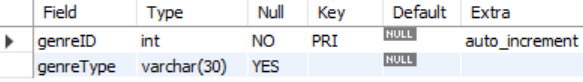 Field Type Null Key Default Extra
genreID int NO PRI NULL auto_increment
genreType varchar(30) YES NULL